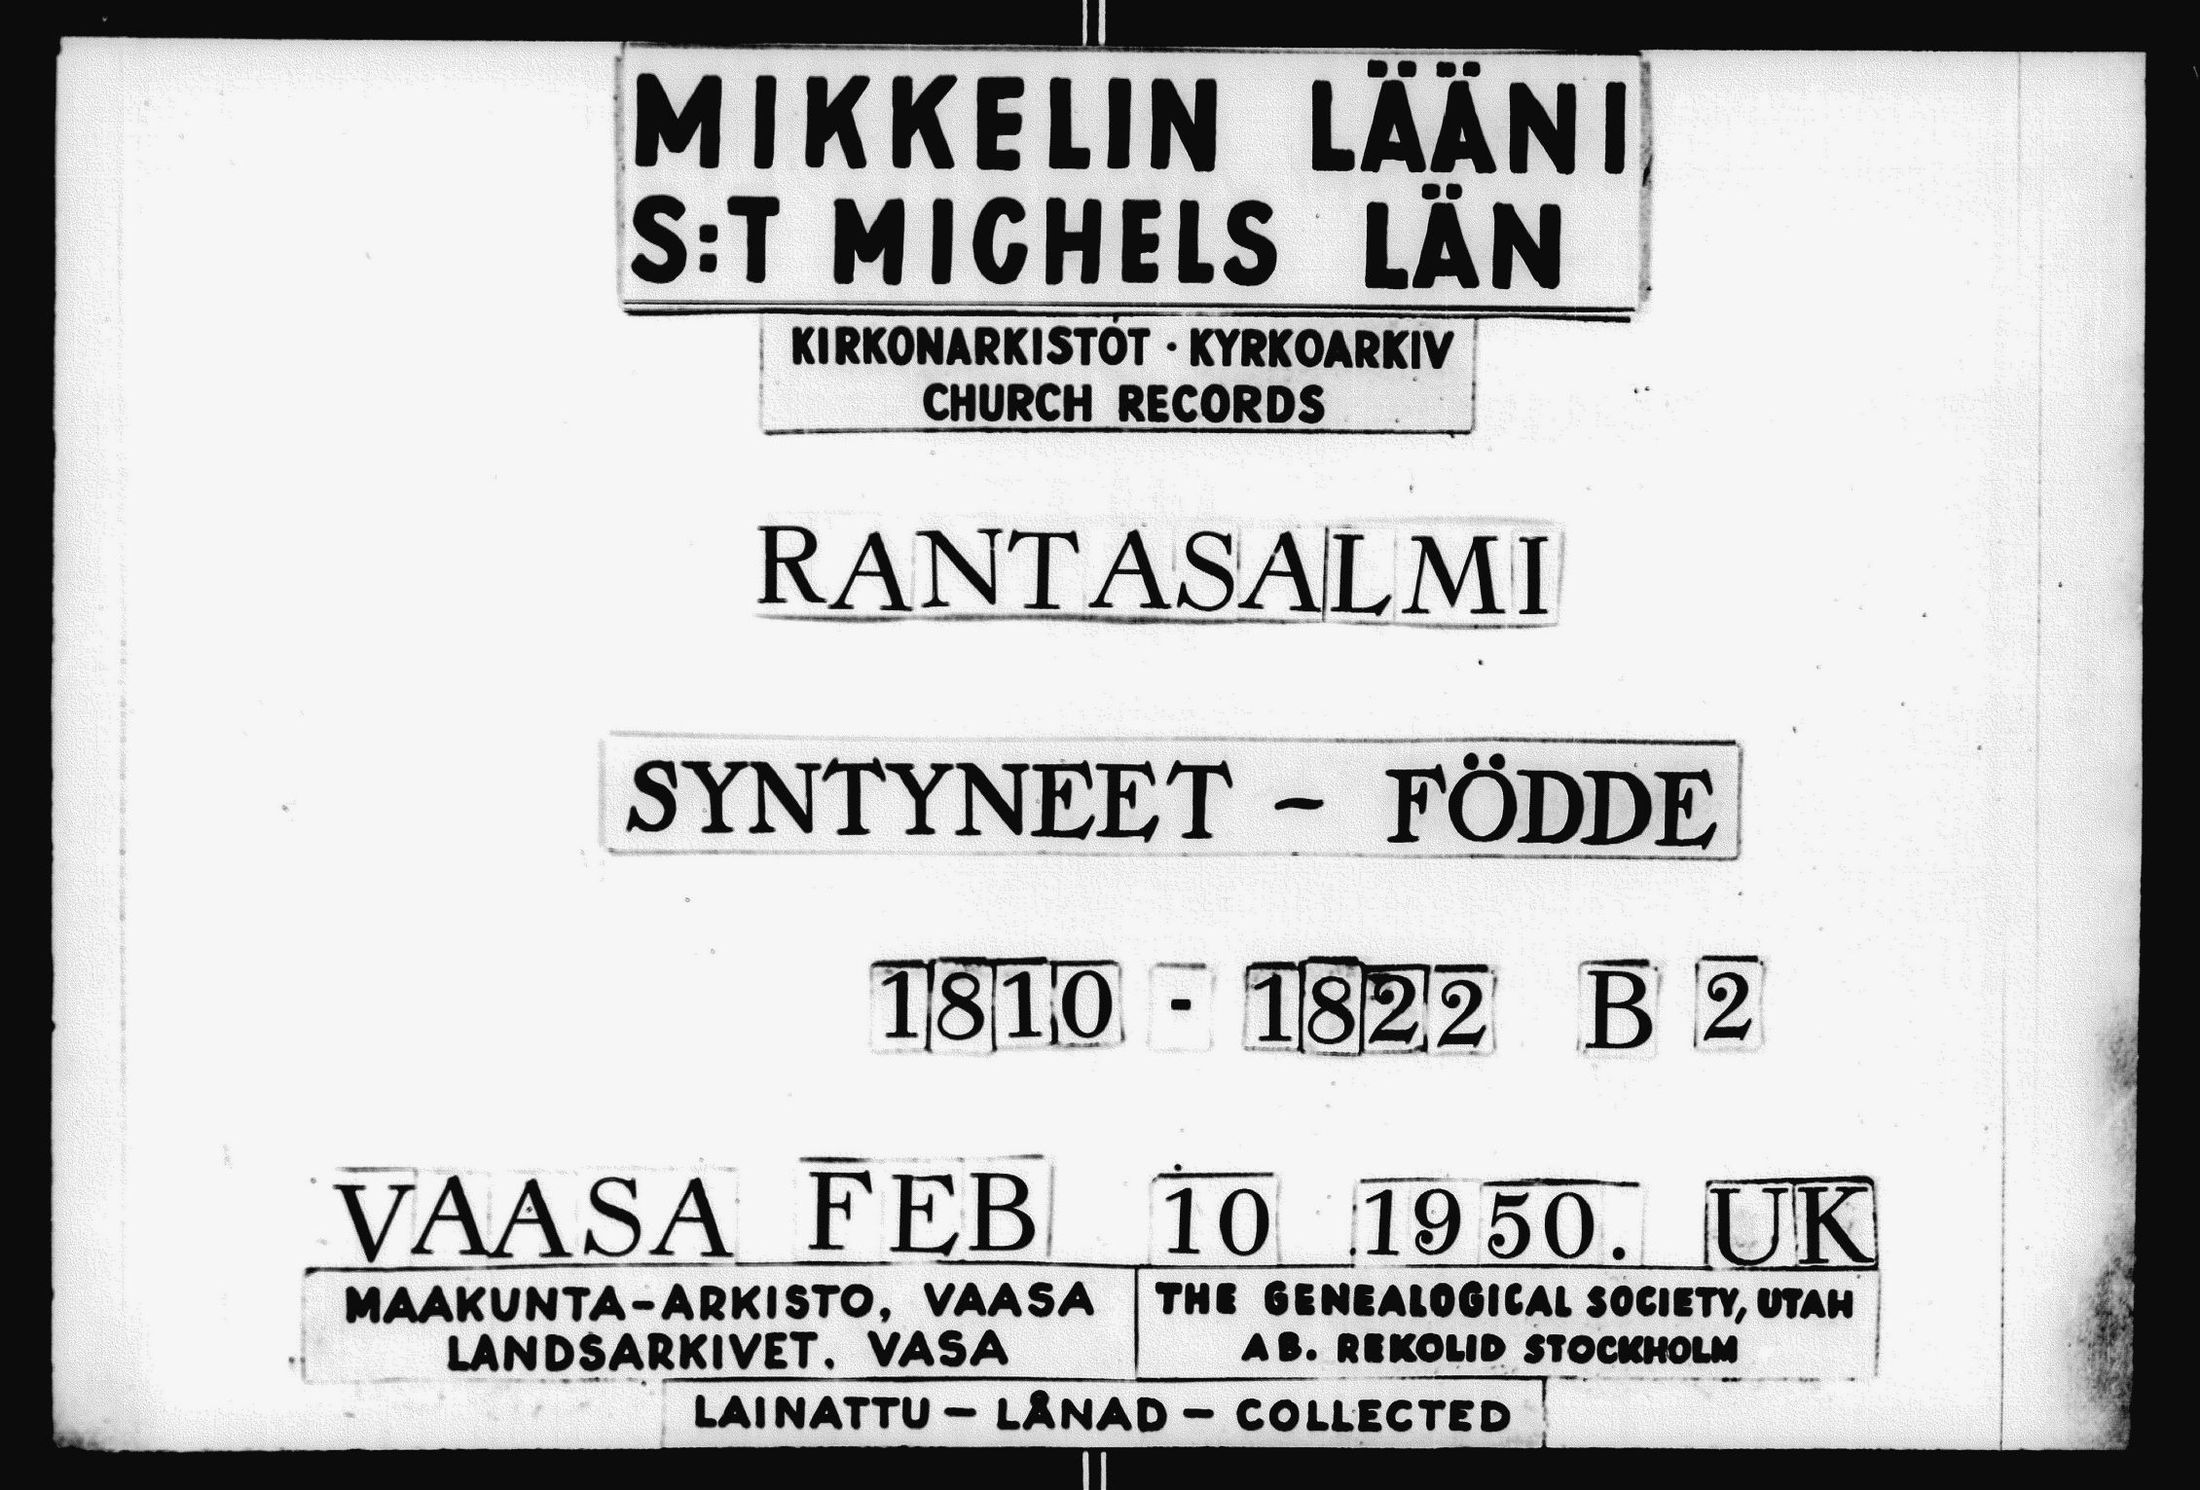 MIKKELIN LÄÄNI
S:T MICHELS LÄN
KIRKONARKISTOT · KYRKOARKIV
CHURCH RECORDS
RANTASALMI
SYNTYNEET - FÖDDE
1810 - 1822 B 2
VAASA FEB 10 1950. UK
MAAKUNTA-ARKISTO, VAASA
LANDSARKIVET. VASA
THE GENEALOGICAL SOCIETY, UTAH
AB. REKOLID STOCKHOLM
LAINATTU - LÅNAD - COLLECTED